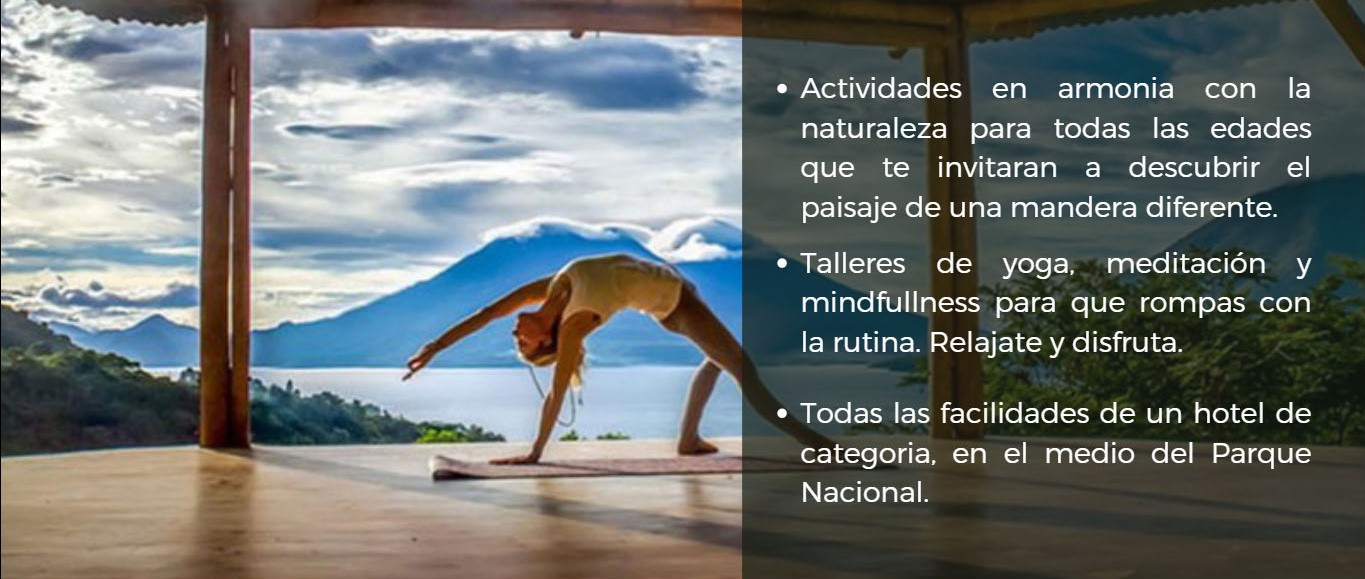 • Actividades en armonia con la
naturaleza para todas las edades
que te invitaran a descubrir el
paisaje de una mandera diferente.
• Talleres de yoga, meditación y
mindfullness para que rompas con
la rutina. Relajate y disfruta.
• Todas las facilidades de un hotel de
categoria, en el medio del Parque
Nacional.